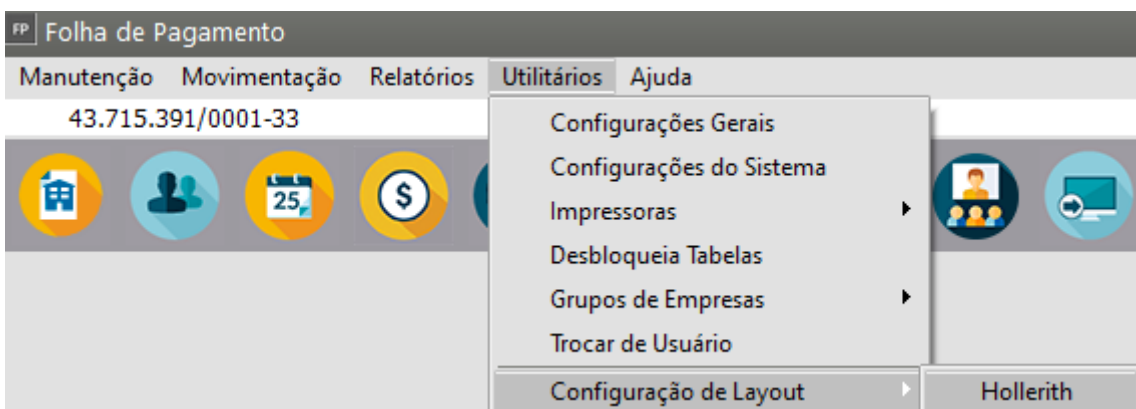 FP Folha de Pagamento
Manutenção Movimentação Relatórios Utilitários Ajuda
43.715.391/0001-33
Configurações Gerais
Configurações do Sistema
Impressoras
Desbloqueia Tabelas
Grupos de Empresas
Trocar de Usuário
Configuração de Layout Hollerith
25
$